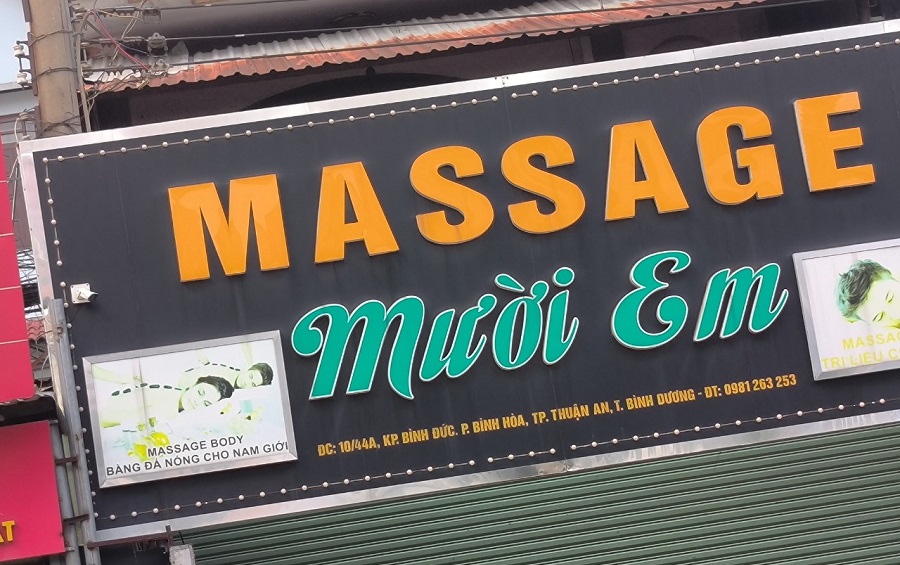 MASSAGE
Mười Em
MASSAGE BODY
BẰNG ĐÁ NÓNG CHO NAM GIỚI
MASSAG
TRỊ LIỆU C
ĐC: 10/44A, KP. BÌNH ĐỨC. P. BÌNH HÒA, TP. THUẬN AN, T. BÌNH DƯƠNG - ĐT: 0981 263 253